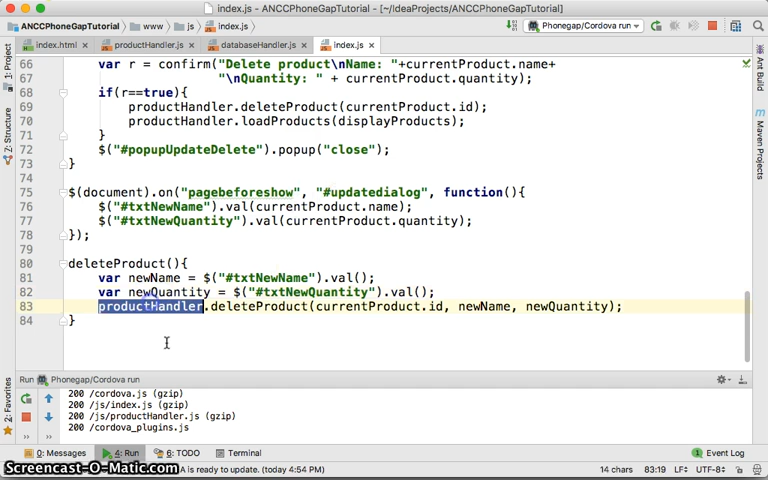 index.js - ANCCPhoneGapTutorial - [~/IdeaProjects/ANCCPhoneGapTutorial]
ANCCPhoneGapTutorial www js index.js Phonegap/Cordova run
index.html productHandler.js databaseHandler.js index.js
1: Project
7: Structure
2: Favorites
Ant Build
Maven Projects
66 var r = confirm("Delete product\nName: "+currentProduct.name+
67 "\nQuantity: " + currentProduct.quantity);
68 if(r==true){
69 productHandler.deleteProduct(currentProduct.id);
70 productHandler.loadProducts(displayProducts);
71 }
72 $("#popupUpdateDelete").popup("close");
73 }
74
75 $(document).on("pagebeforeshow", "#updatedialog", function(){
76 $("#txtNewName").val(currentProduct.name);
77 $("#txtNewQuantity").val(currentProduct.quantity);
78 });
79
80 deleteProduct(){
81 var newName = $("#txtNewName").val();
82 var newQuantity = $("#txtNewQuantity").val();
83 productHandler.deleteProduct(currentProduct.id, newName, newQuantity);
84 }
Run Phonegap /Cordova run
200 /cordova.js (gzip)
200 /js/index.js (gzip)
200 /js/productHandler.js (gzip)
200 /cordova_plugins.js
0: Messages 4: Run 6: TODO Terminal Event Log
Screencast-O-Matic.com
A is ready to update. (today 4:54 PM) 14 chars 83:19 LF÷ UTF-8÷